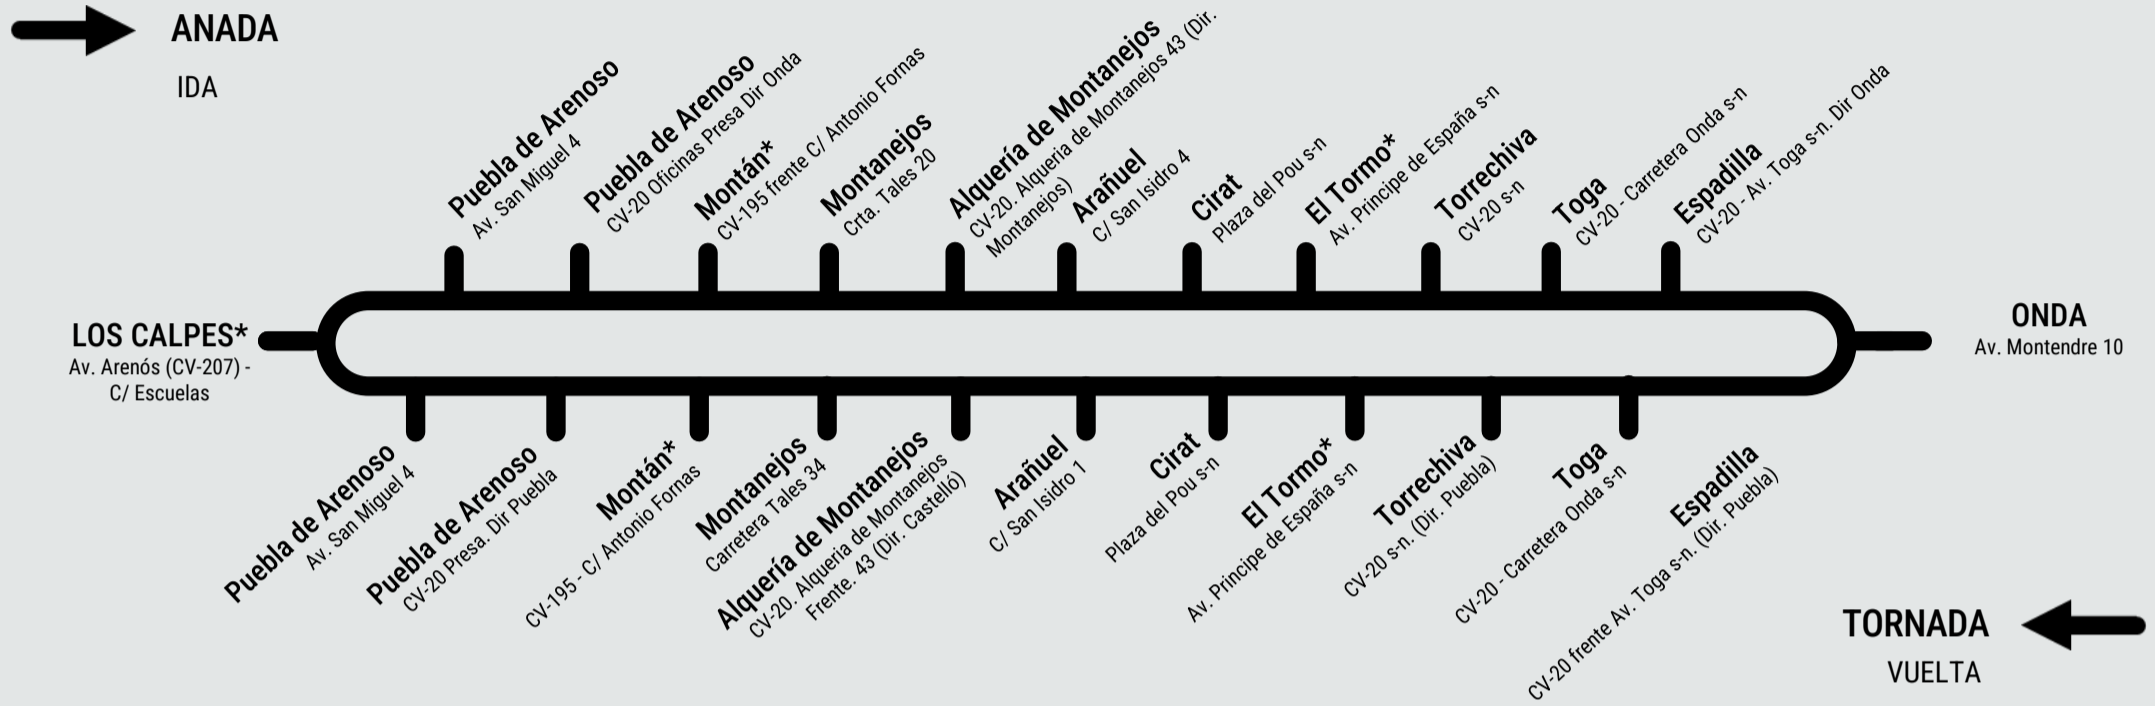 ANADA
IDA
Puebla de Arenoso
Av. San Miguel 4
Puebla de Arenoso
CV-20 Oficinas Presa Dir Onda
Montán*
CV-195 frente C/ Antonio Fornas
Montanejos
Crta. Tales 20
Alquería de Montanejos
CV-20. Alqueria de Montanejos 43 (Dir.
Montanejos)
Arañuel
C/ San Isidro 4
Cirat
Plaza del Pou s-n
El Tormo*
Av. Principe de España s-n
Torrechiva
CV-20 s-n
Toga
CV-20 - Carretera Onda s-n
Espadilla
CV-20 - Av. Toga s-n. Dir Onda
LOS CALPES*
Av. Arenós (CV-207) -
C/ Escuelas
ONDA
Av. Montendre 10
Puebla de Arenoso
Av. San Miguel 4
Puebla de Arenoso
CV-20 Presa. Dir Puebla
Montán*
CV-195 - C/ Antonio Fornas
Montanejos
Carretera Tales 34
Alquería de Montanejos
CV-20. Alqueria de Montanejos
Frente. 43 (Dir. Castelló)
Arañuel
C/ San Isidro 1
Cirat
Plaza del Pou s-n
El Tormo*
Av. Principe de España s-n
Torrechiva
CV-20 s-n. (Dir. Puebla)
Toga
CV-20 - Carretera Onda s-n
Espadilla
CV-20 frente Av. Toga s-n. (Dir. Puebla)
TORNADA
VUELTA